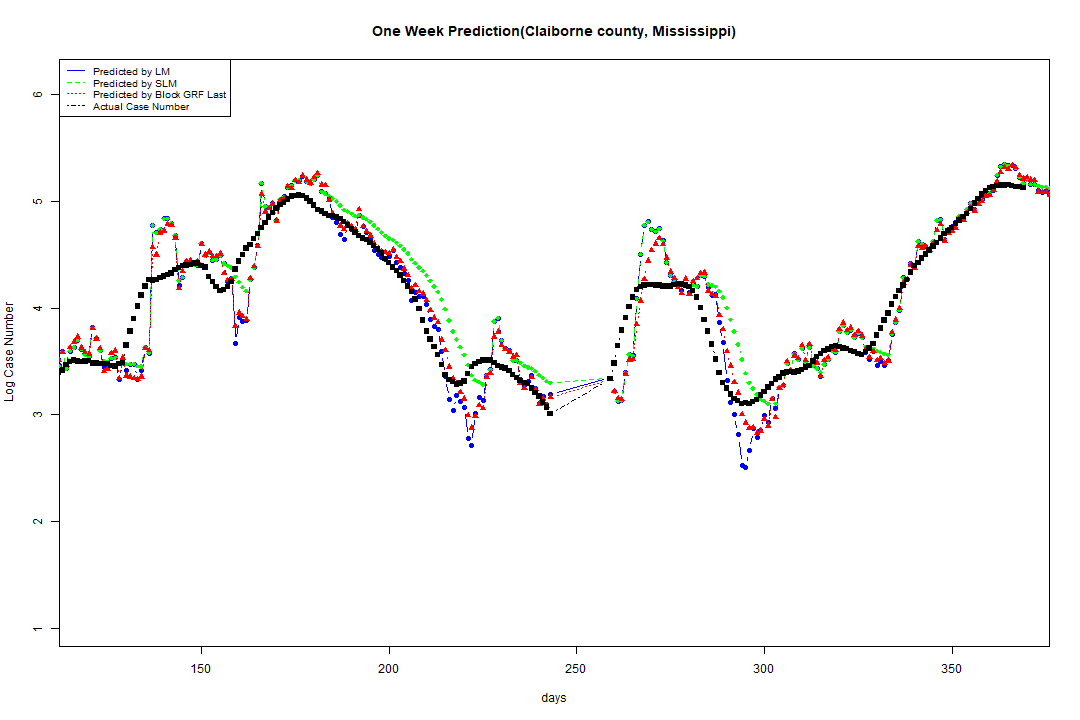 One Week Prediction(Claiborne county, Mississippi)
Predicted by LM
Predicted by SLM
Predicted by Block GRF Last
Actual Case Number
6
5
4
3
2
1
Log Case Number
150 200 250 300 350
days